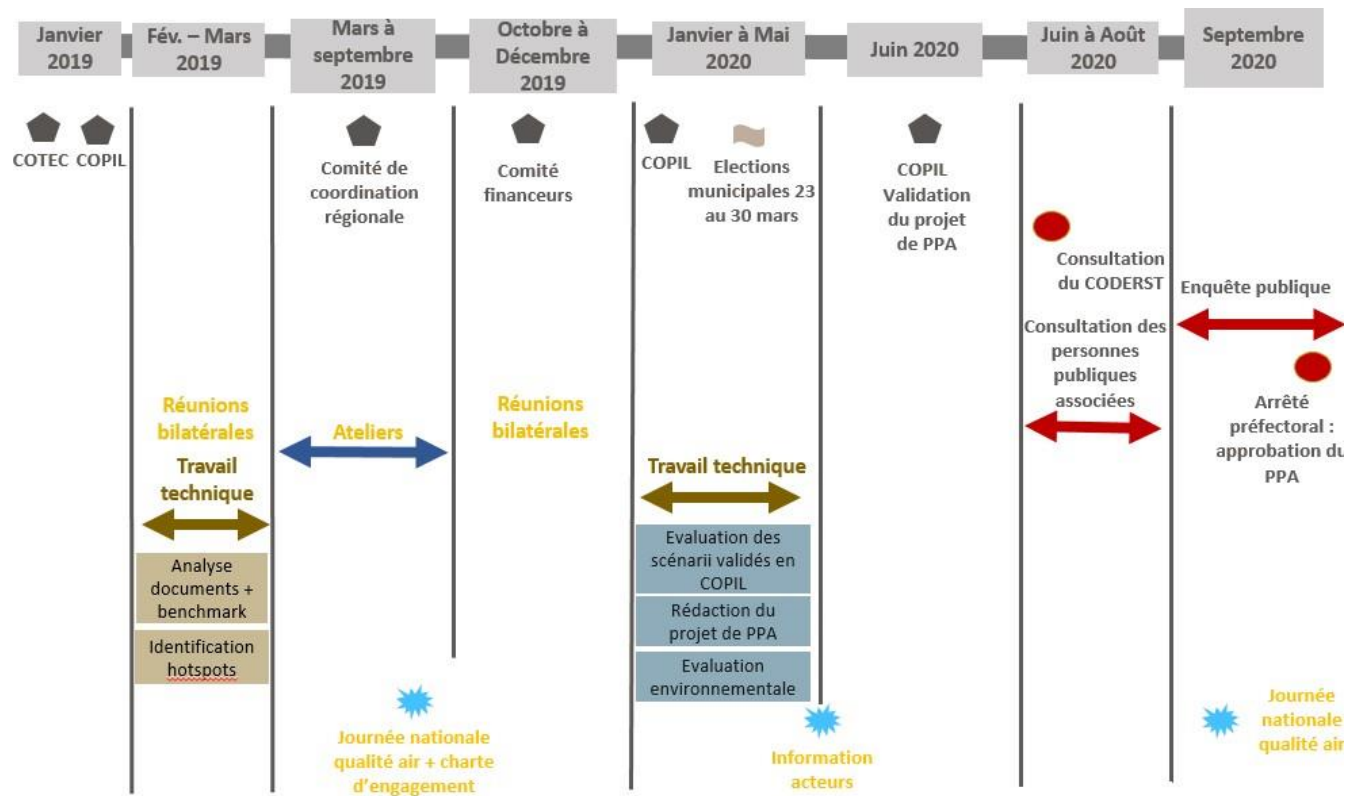 Janvier
2019
Fév. – Mars
2019
Mars à
septembre
2019
Octobre à
Décembre
2019
Janvier à Mai
2020
Juin 2020
Juin à Août
2020
Septembre
2020
COTEC
COPIL
Réunions
bilatérales
Travail
technique
Analyse
documents +
benchmark
Identification
hotspots
Comité de
coordination
régionale
Ateliers
Journée nationale
qualité air + charte
d’engagement
Comité
financeurs
Réunions
bilatérales
COPIL
Elections
municipales 23
au 30 mars
Travail technique
Evaluation des
scénarii validés en
COPIL
Rédaction du
projet de PPA
Evaluation
environnementale
Information
acteurs
COPIL
Validation
du projet
de PPA
Consultation
du CODERST
Consultation des
personnes
publiques
associées
Enquête publique
Arrêté
préfectoral :
approbation du
PPA
Journée
nationale
qualité air